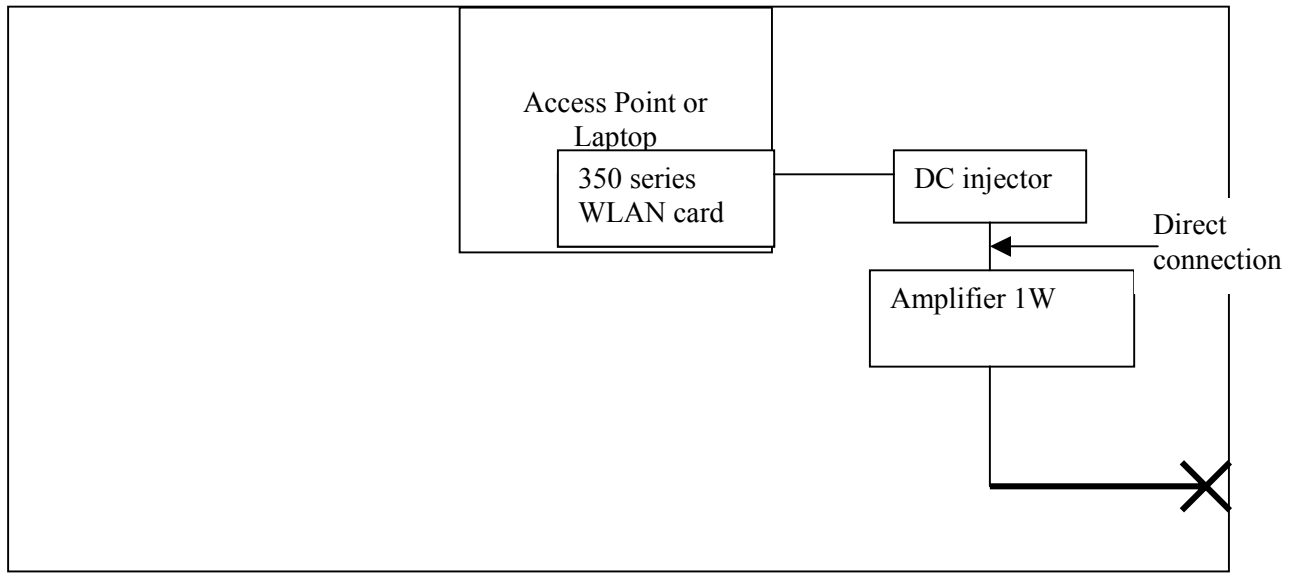 Access Point or
Laptop
350 series
WLAN card
DC injector
Direct
connection
Amplifier 1W